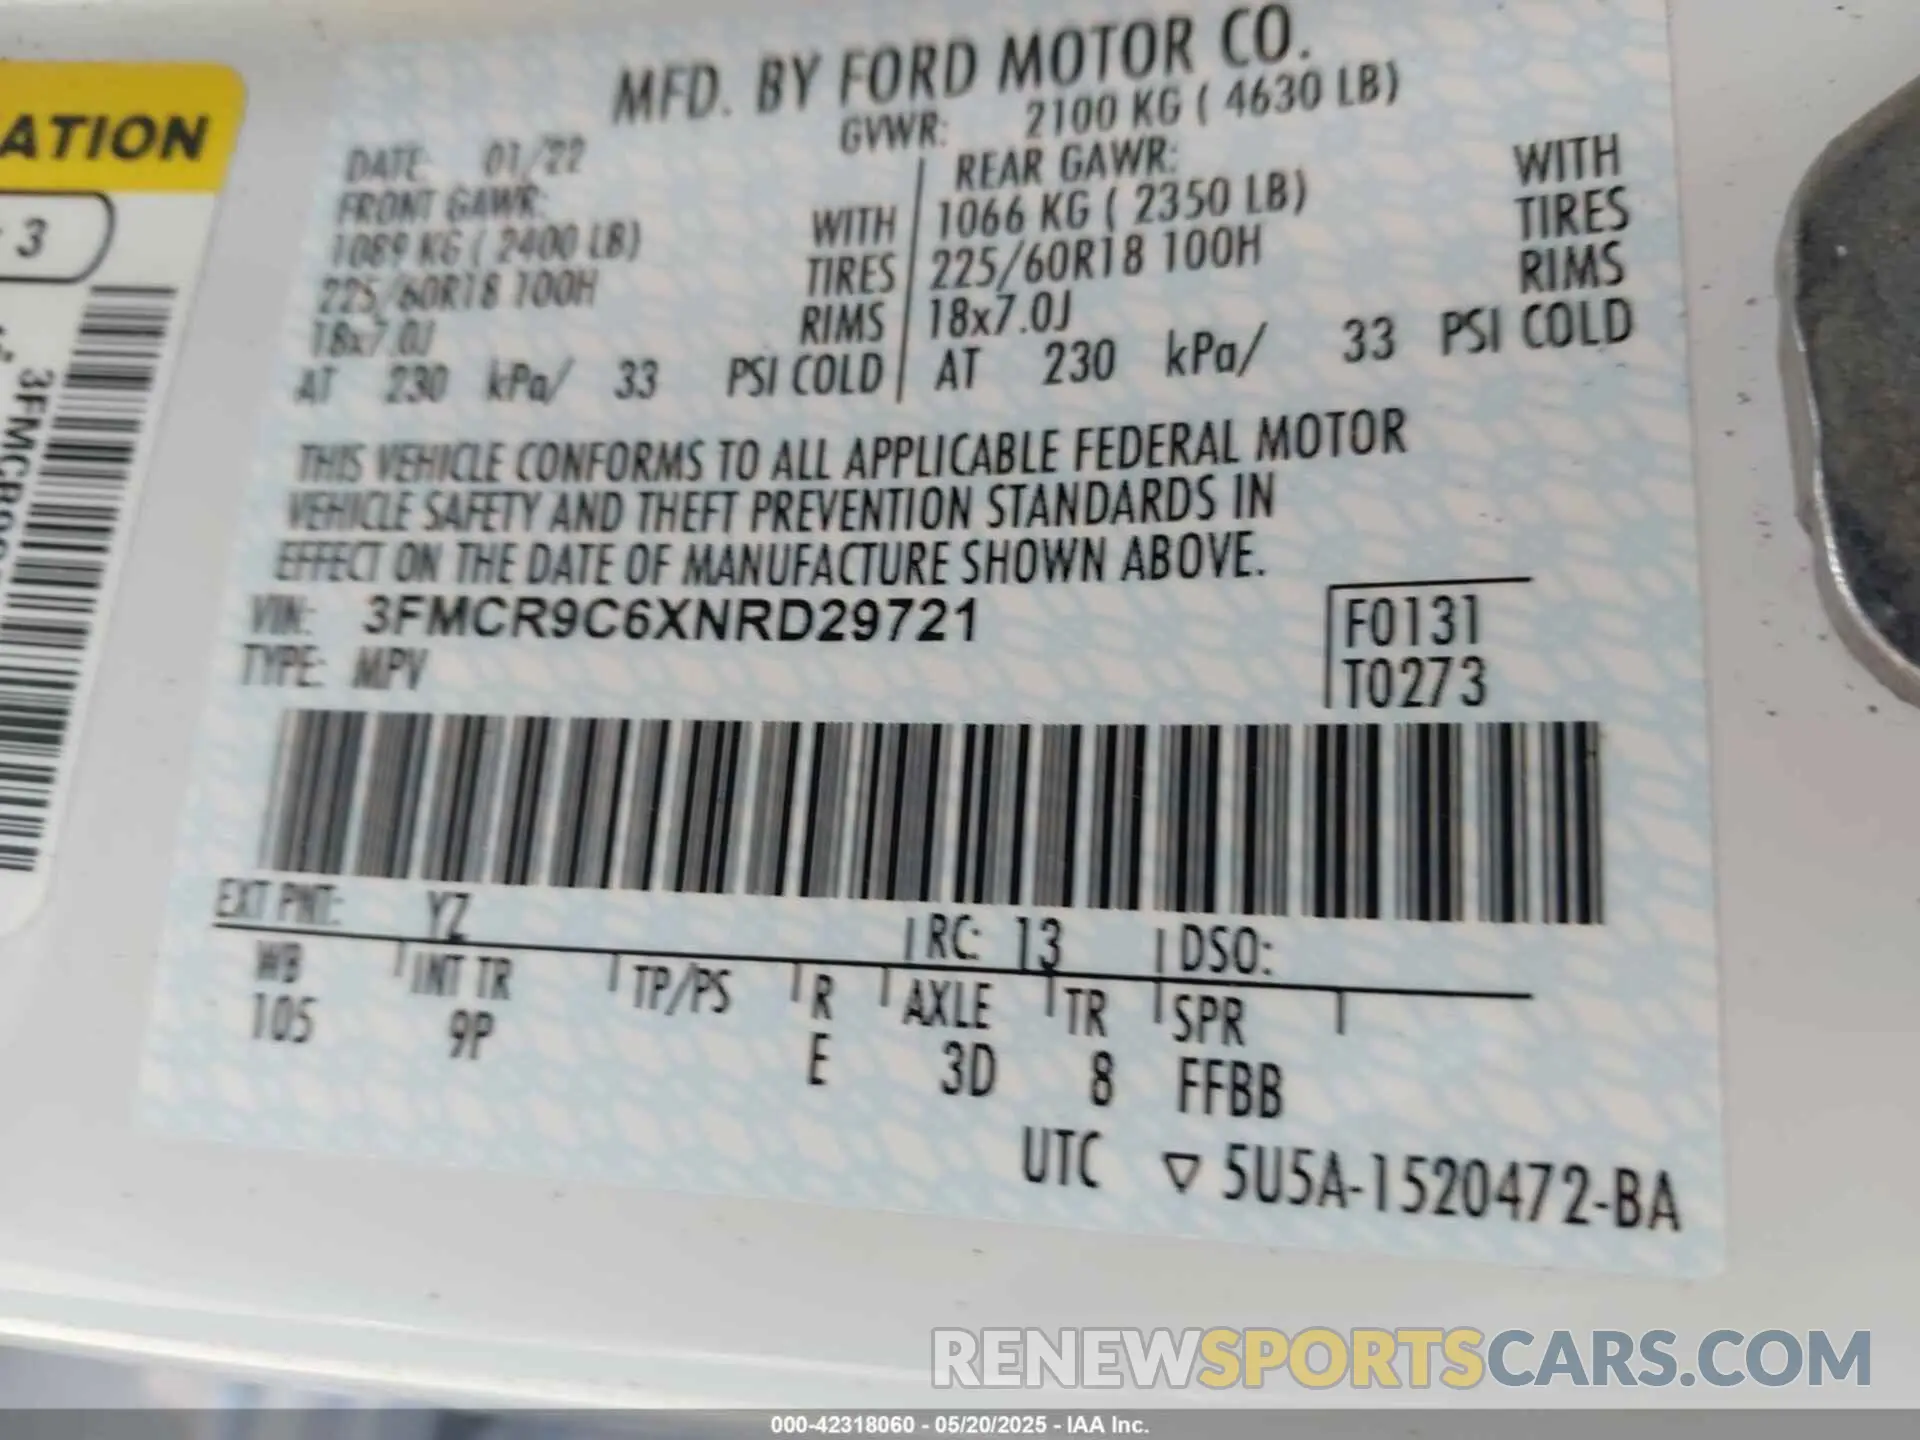 ATION
3
3FMCR9
MFD. BY FORD MOTOR CO.
DATE: 01/22 GVWR: 2100 KG ( 4630 LB)
FRONT GAWR: REAR GAWR:
1089 KG ( 2400 LB) WITH 1066 KG ( 2350 LB) WITH
225/60R18 100H TIRES 225/60R18 100H TIRES
18x7.0J RIMS 18x7.0J RIMS
AT 230 kPa/ 33 PSI COLD AT 230 kPa/ 33 PSI COLD
THIS VEHICLE CONFORMS TO ALL APPLICABLE FEDERAL MOTOR
VEHICLE SAFETY AND THEFT PREVENTION STANDARDS IN
EFFECT ON THE DATE OF MANUFACTURE SHOWN ABOVE.
VIN: 3FMCR9C6XNRD29721 F0131
TYPE: MPV T0273
EXT PNT: YZ RC: 13 DSO:
WB INT TR TP/PS R AXLE TR SPR
105 9P E 3D 8 FFBB
UTC ▽ 5U5A-1520472-BA
RENEWSPORTSCARS.COM
000-42318060 - 05/20/2025 - IAA Inc.